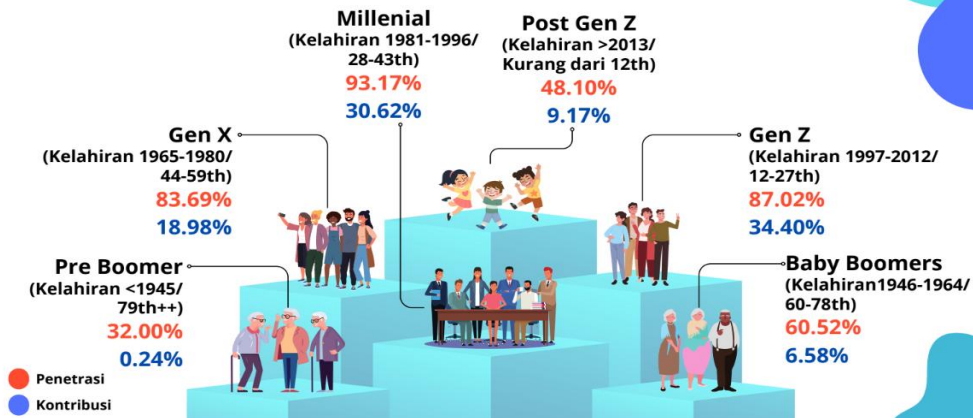 Millenial
(Kelahiran 1981-1996/
28-43th)
93.17%
30.62%
Post Gen Z
(Kelahiran >2013/
Kurang dari 12th)
48.10%
9.17%
Gen X
(Kelahiran 1965-1980/
44-59th)
83.69%
18.98%
Gen Z
(Kelahiran 1997-2012/
12-27th)
87.02%
34.40%
Pre Boomer
(Kelahiran <1945/
79th++)
32.00%
0.24%
Baby Boomers
(Kelahiran1946-1964/
60-78th)
60.52%
6.58%
Penetrasi
Kontribusi